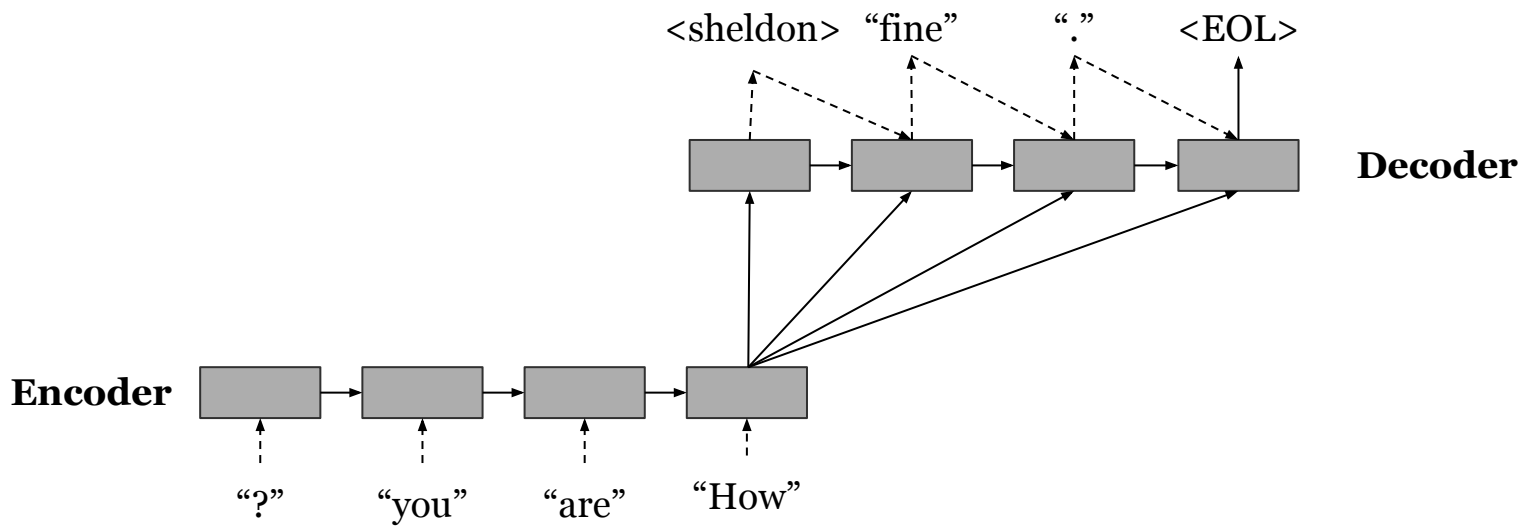 <sheldon> “fine” “.” <EOL>
Decoder
Encoder
“?” “you” “are” “How”